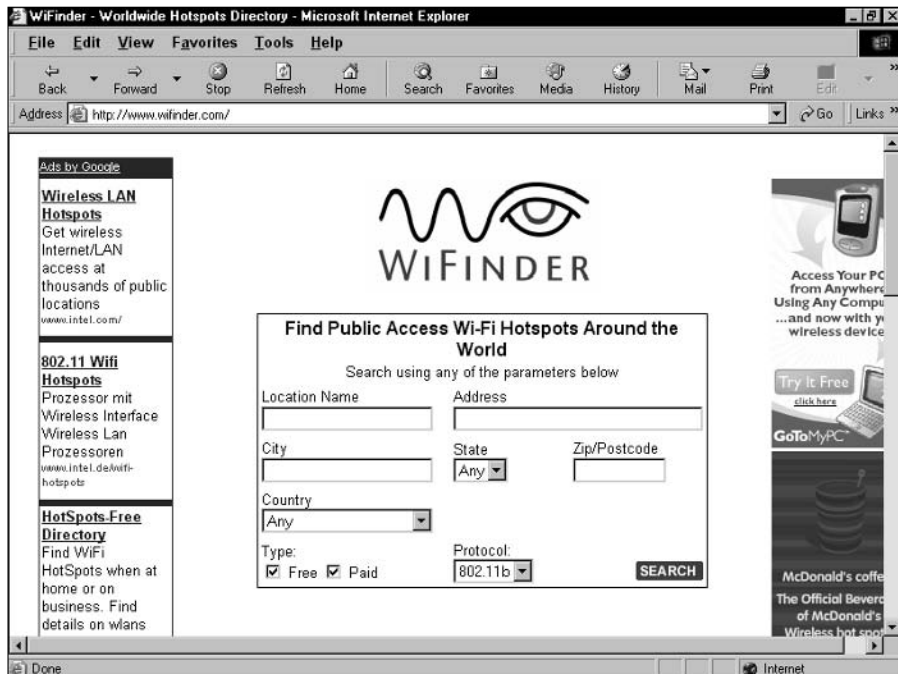 WiFinder - Worldwide Hotspots Directory - Microsoft Internet Explorer
File Edit View Favorites Tools Help
Back Forward Stop Refresh Home Search Favorites Media History Mail Print Edit
Address http://www.wifinder.com/ Go Links
Ads by Google
Wireless LAN
Hotspots
Get wireless
Internet/LAN
access at
thousands of public
locations
www.intel.com/
802.11 Wifi
Hotspots
Prozessor mit
Wireless Interface
Wireless Lan
Prozessoren
www.intel.de/wifi-
hotspots
HotSpots-Free
Directory
Find WiFi
HotSpots when at
home or on
business. Find
details on wlans
WIFINDER
Find Public Access Wi-Fi Hotspots Around the
World
Search using any of the parameters below
Location Name Address
City State Zip/Postcode
Any
Country
Any
Type: Protocol:
Free Paid 802.11b SEARCH
Access Your PC
from Anywhere
Using Any Compu
...and now with y
wireless device
Try It Free
click here
GoToMyPC
McDonald's coffe
The Official Bevera
of McDonald's
Wireless hot spot
Done Internet